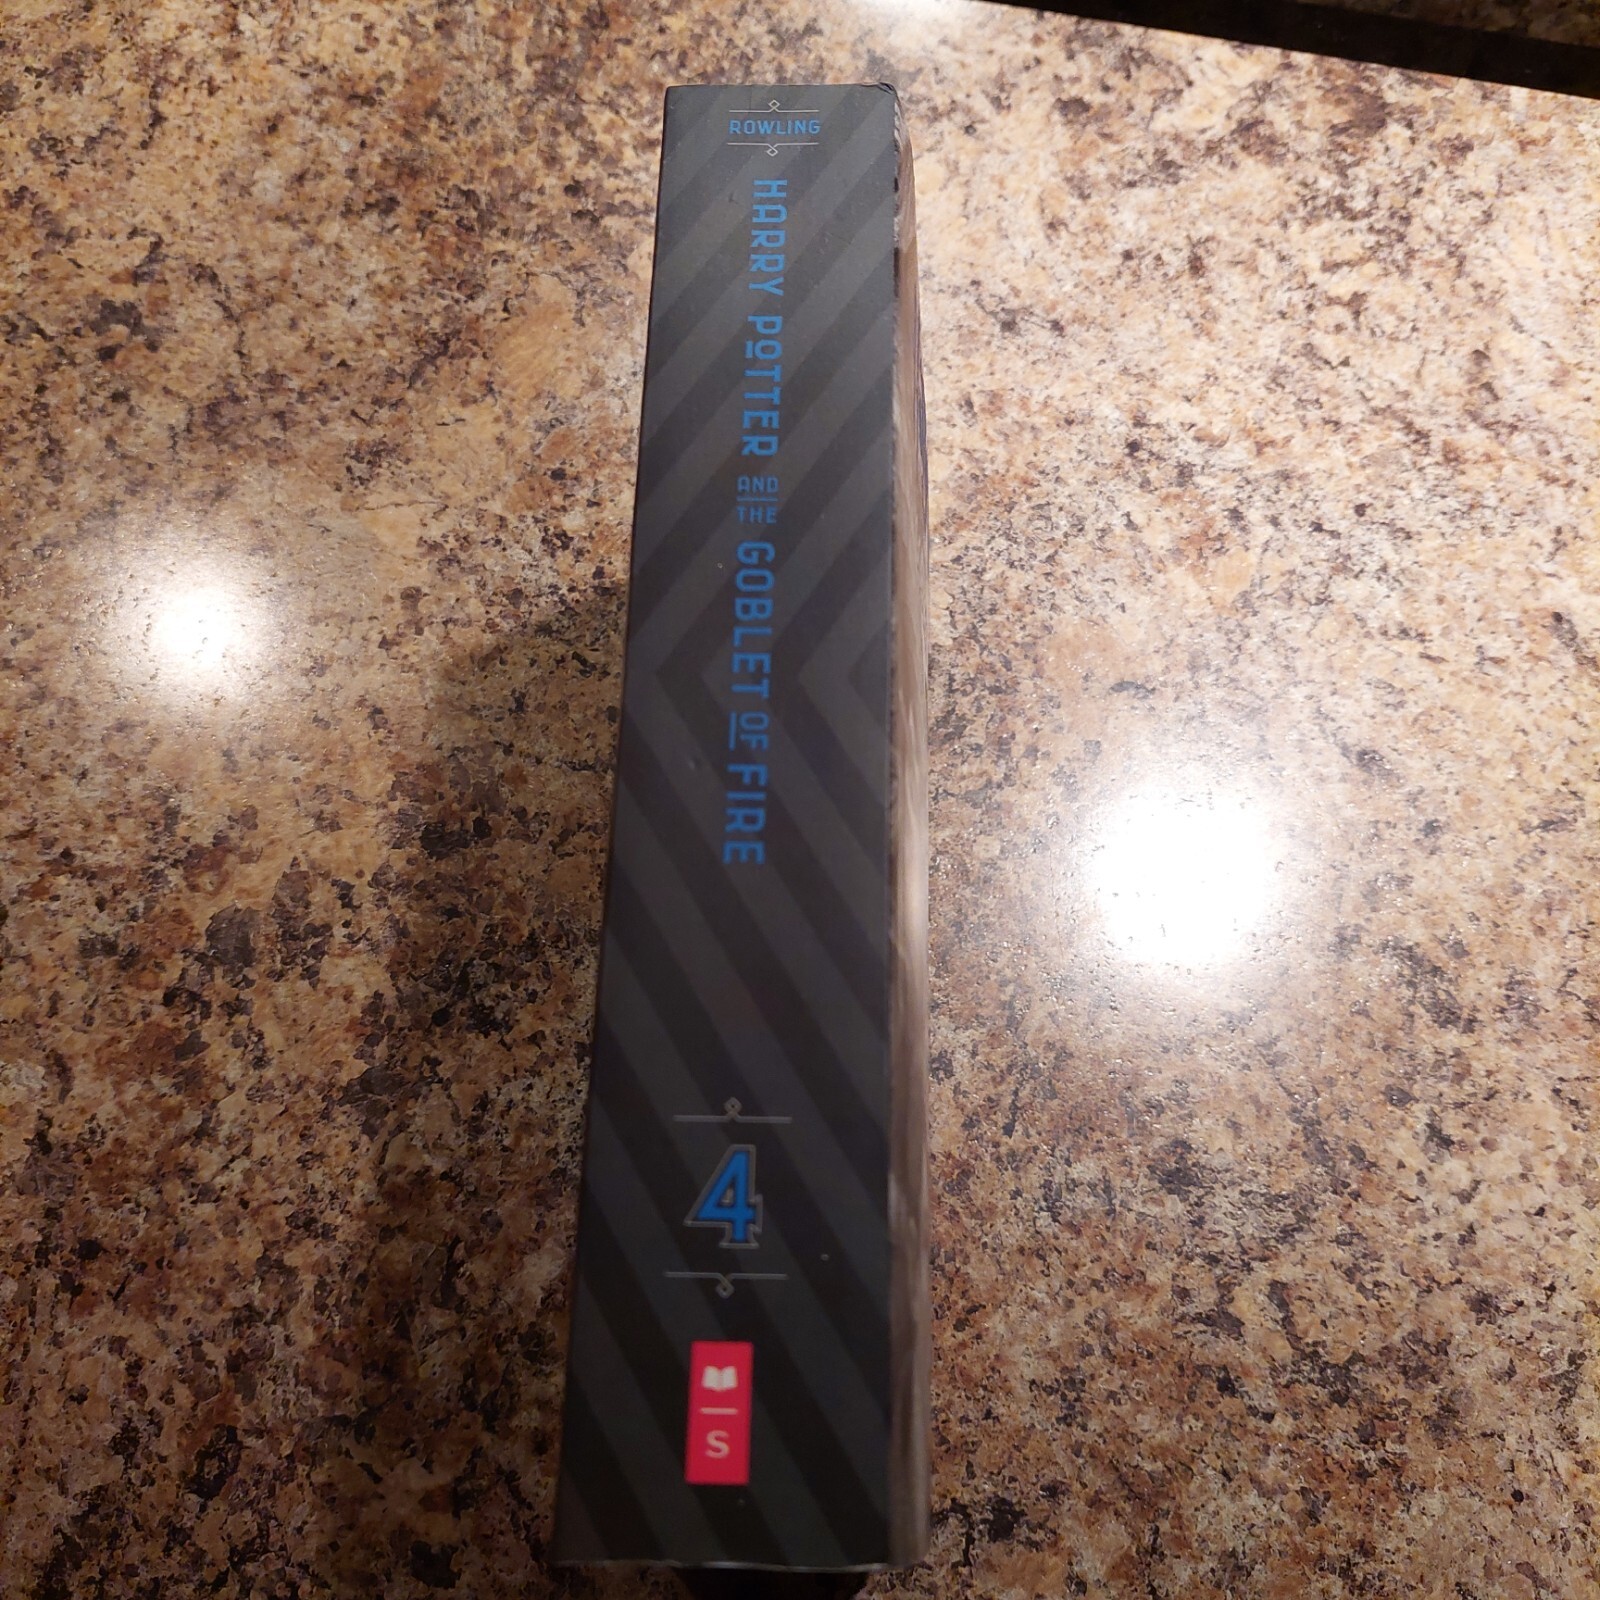 ROWLING
HARRY POTTER AND THE GOBLET OF FIRE
4
S